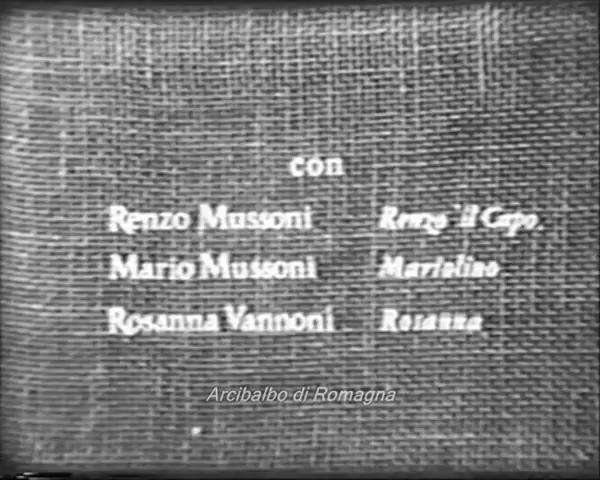 con
Renzo Mussoni Renzo "il Capo"
Mario Mussoni Mariolino
Rosanna Vannoni Rosanna
Arcibalbo di Romagna